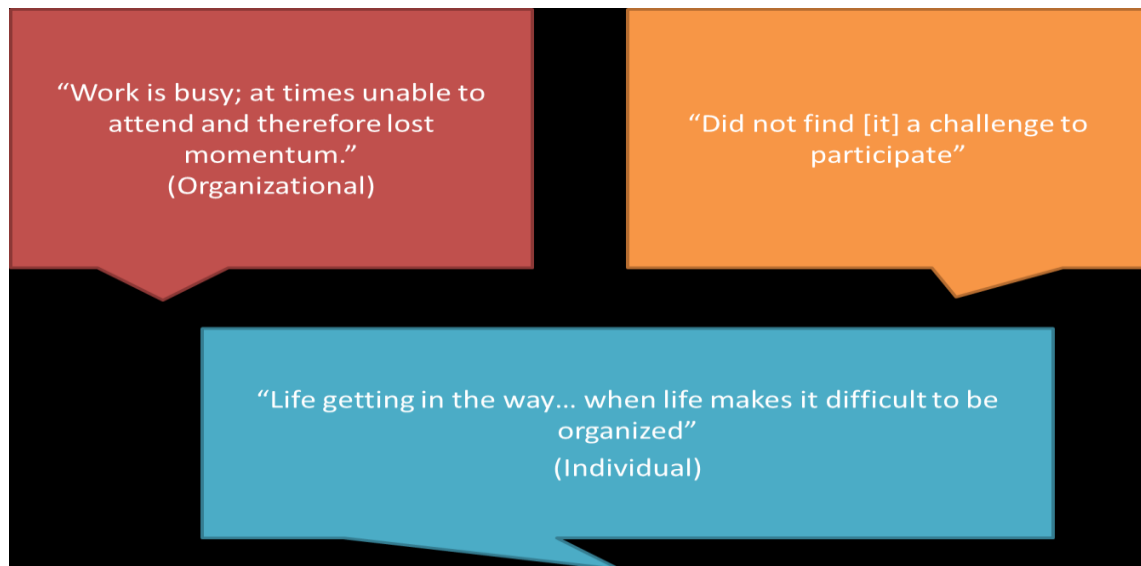 “Work is busy; at times unable to
attend and therefore lost
momentum.”
(Organizational)
“Did not find [it] a challenge to
participate”
“Life getting in the way... when life makes it difficult to be
organized”
(Individual)